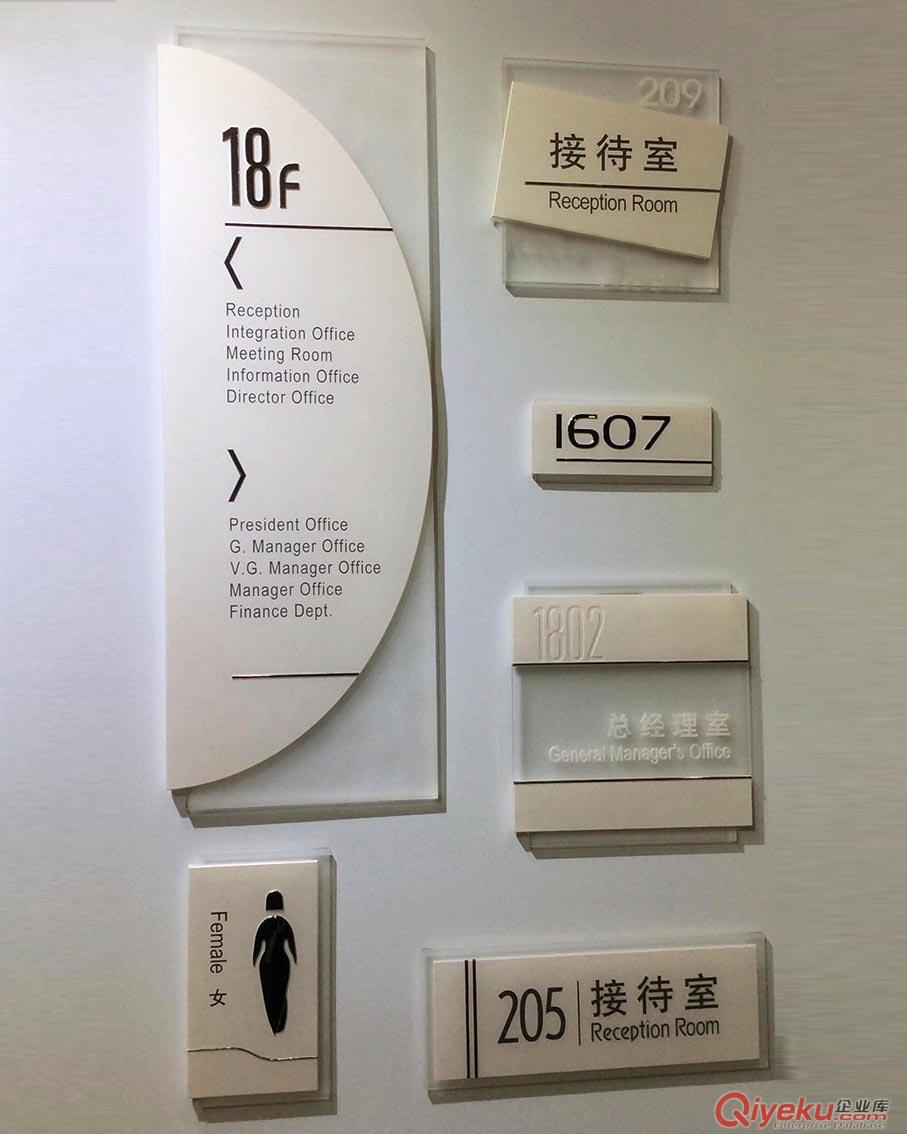 18F
Reception
Integration Office
Meeting Room
Information Office
Director Office
President Office
G. Manager Office
V.G. Manager Office
Manager Office
Finance Dept.
209
接待室
Reception Room
1607
1802
总经理室
General Manager's Office
Female 女
205
接待室
Reception Room
Qiyeku.com 企业库
Enterprise Database